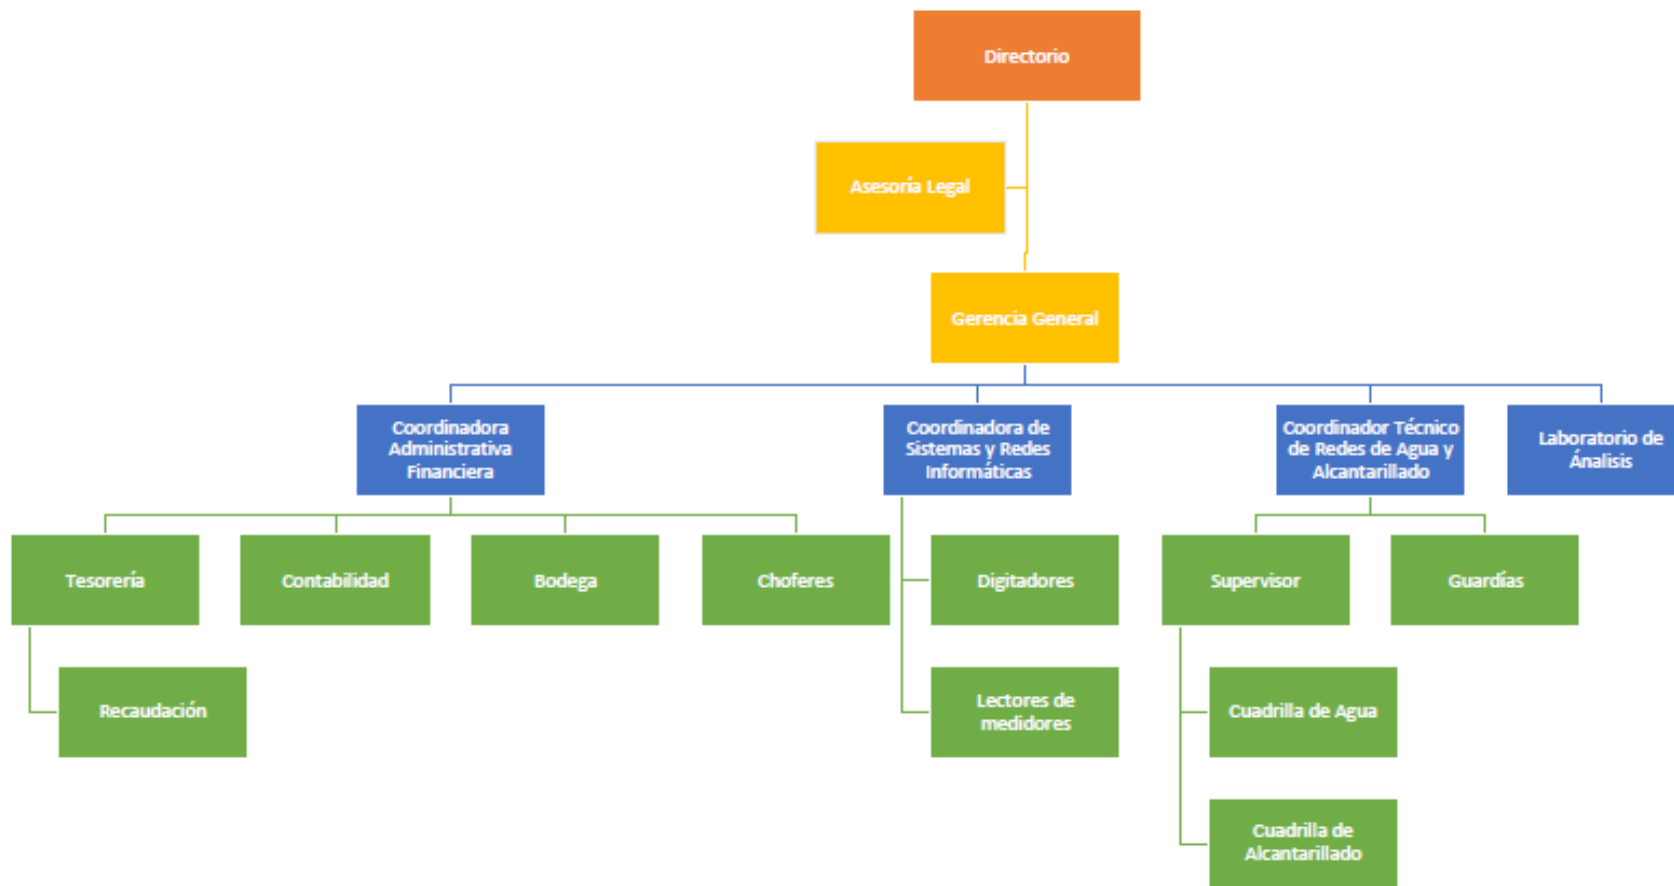 Directorio
Asesoría Legal
Gerencia General
Coordinadora
Administrativa
Financiera
Coordinadora de
Sistemas y Redes
Informáticas
Coordinador Técnico
de Redes de Agua y
Alcantarillado
Laboratorio de
Ánalisis
Tesorería
Contabilidad
Bodega
Choferes
Digitadores
Supervisor
Guardías
Recaudación
Lectores de
medidores
Cuadrilla de Agua
Cuadrilla de
Alcantarillado